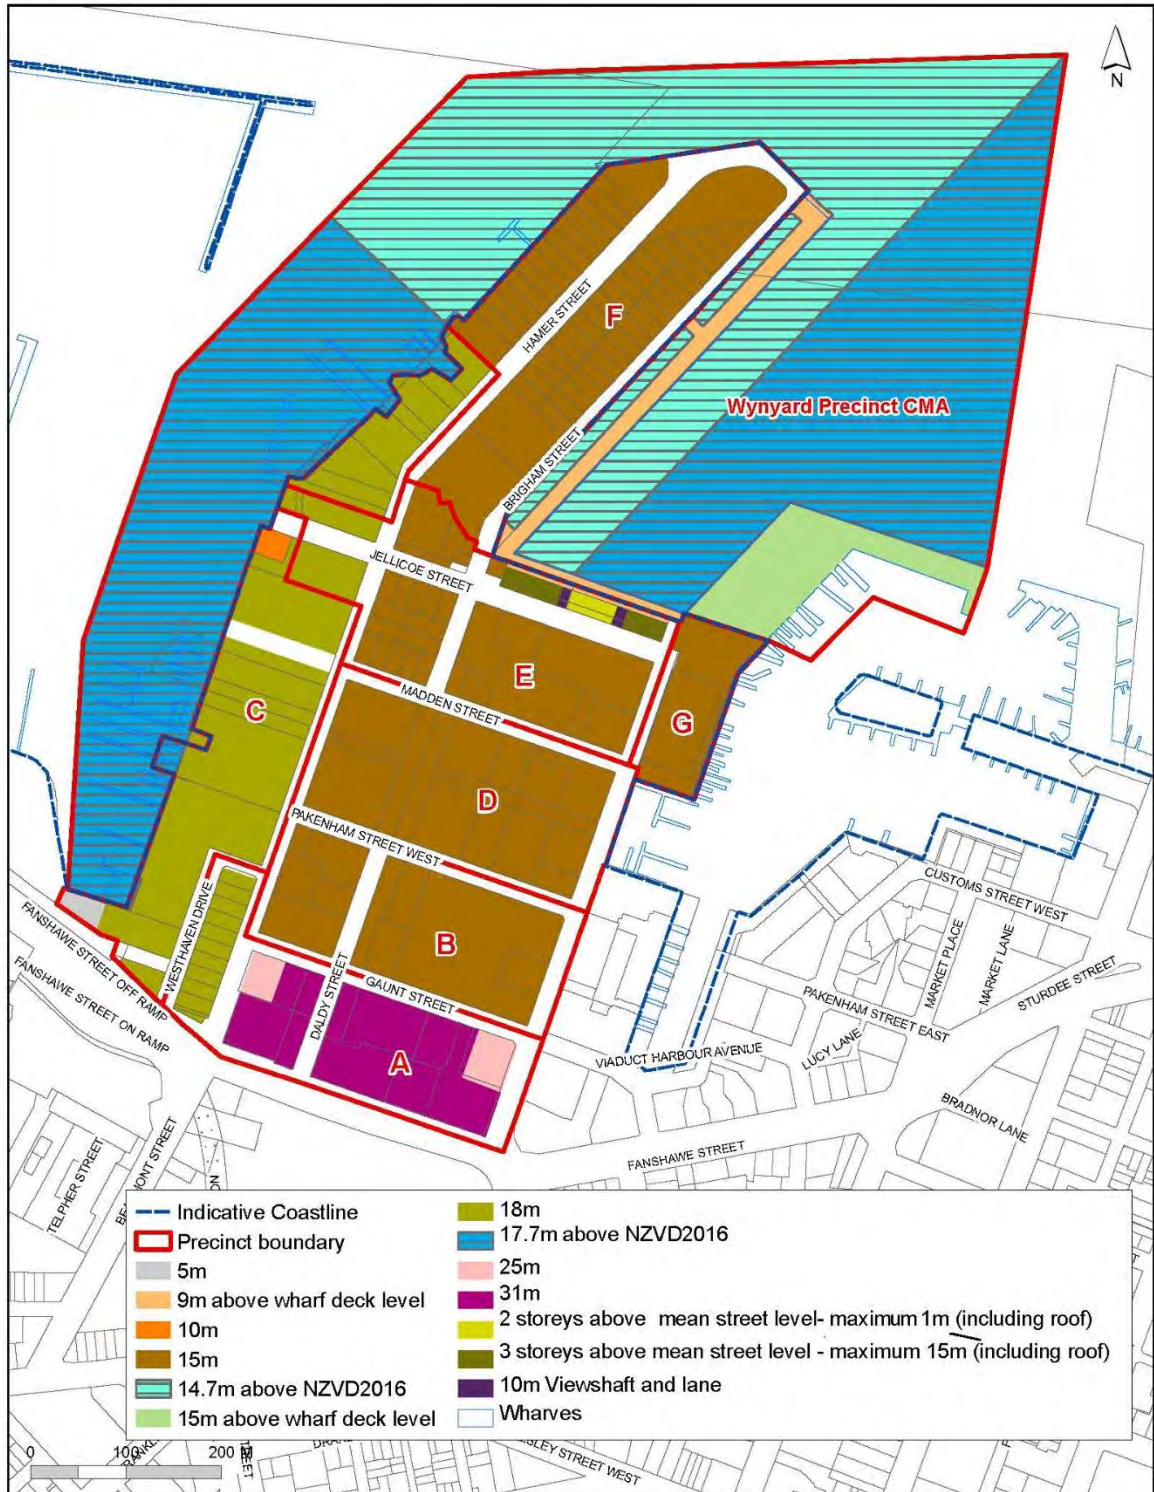 N
HAMER STREET
F
Wynyard Precinct CMA
BRIGHAM STREET
JELLICOE STREET
E
MADDEN STREET
C
G
D
PAKENHAM STREET WEST
CUSTOMS STREET WEST
WESTHAVEN DRIVE
FANSHAWE STREET OFF RAMP
FANSHAWE STREET ON RAMP
B
MARKET PLACE
MARKET LANE
STURDEE STREET
GAUNT STREET
DALDY STREET
PAKENHAM STREET EAST
A
VIADUCT HARBOUR AVENUE
LUCY LANE
BRADNOR LANE
FANSHAWE STREET
TELPHER STREET
Indicative Coastline
Precinct boundary
5m
9m above wharf deck level
10m
15m
14.7m above NZVD2016
15m above wharf deck level
18m
17.7m above NZVD2016
25m
31m
2 storeys above mean street level- maximum 1m (including roof)
3 storeys above mean street level - maximum 15m (including roof)
10m Viewshaft and lane
Wharves
0 100 200 M
STREET WEST